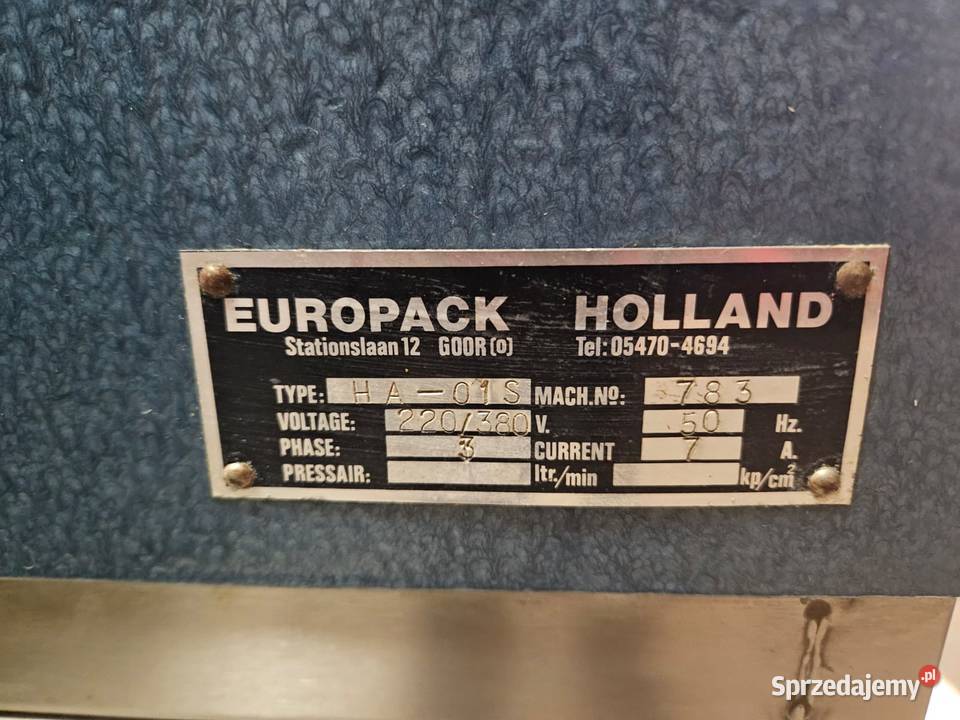 EUROPACK HOLLAND
Stationslaan 12 GOOR (O) Tel: 05470-4694
TYPE: HA-01S MACH.NO: 783
VOLTAGE: 220/380 V. 50 Hz.
PHASE: 3 CURRENT 7 A.
PRESSAIR: ltr./min kp/cm²
Sprzedajemy.pl